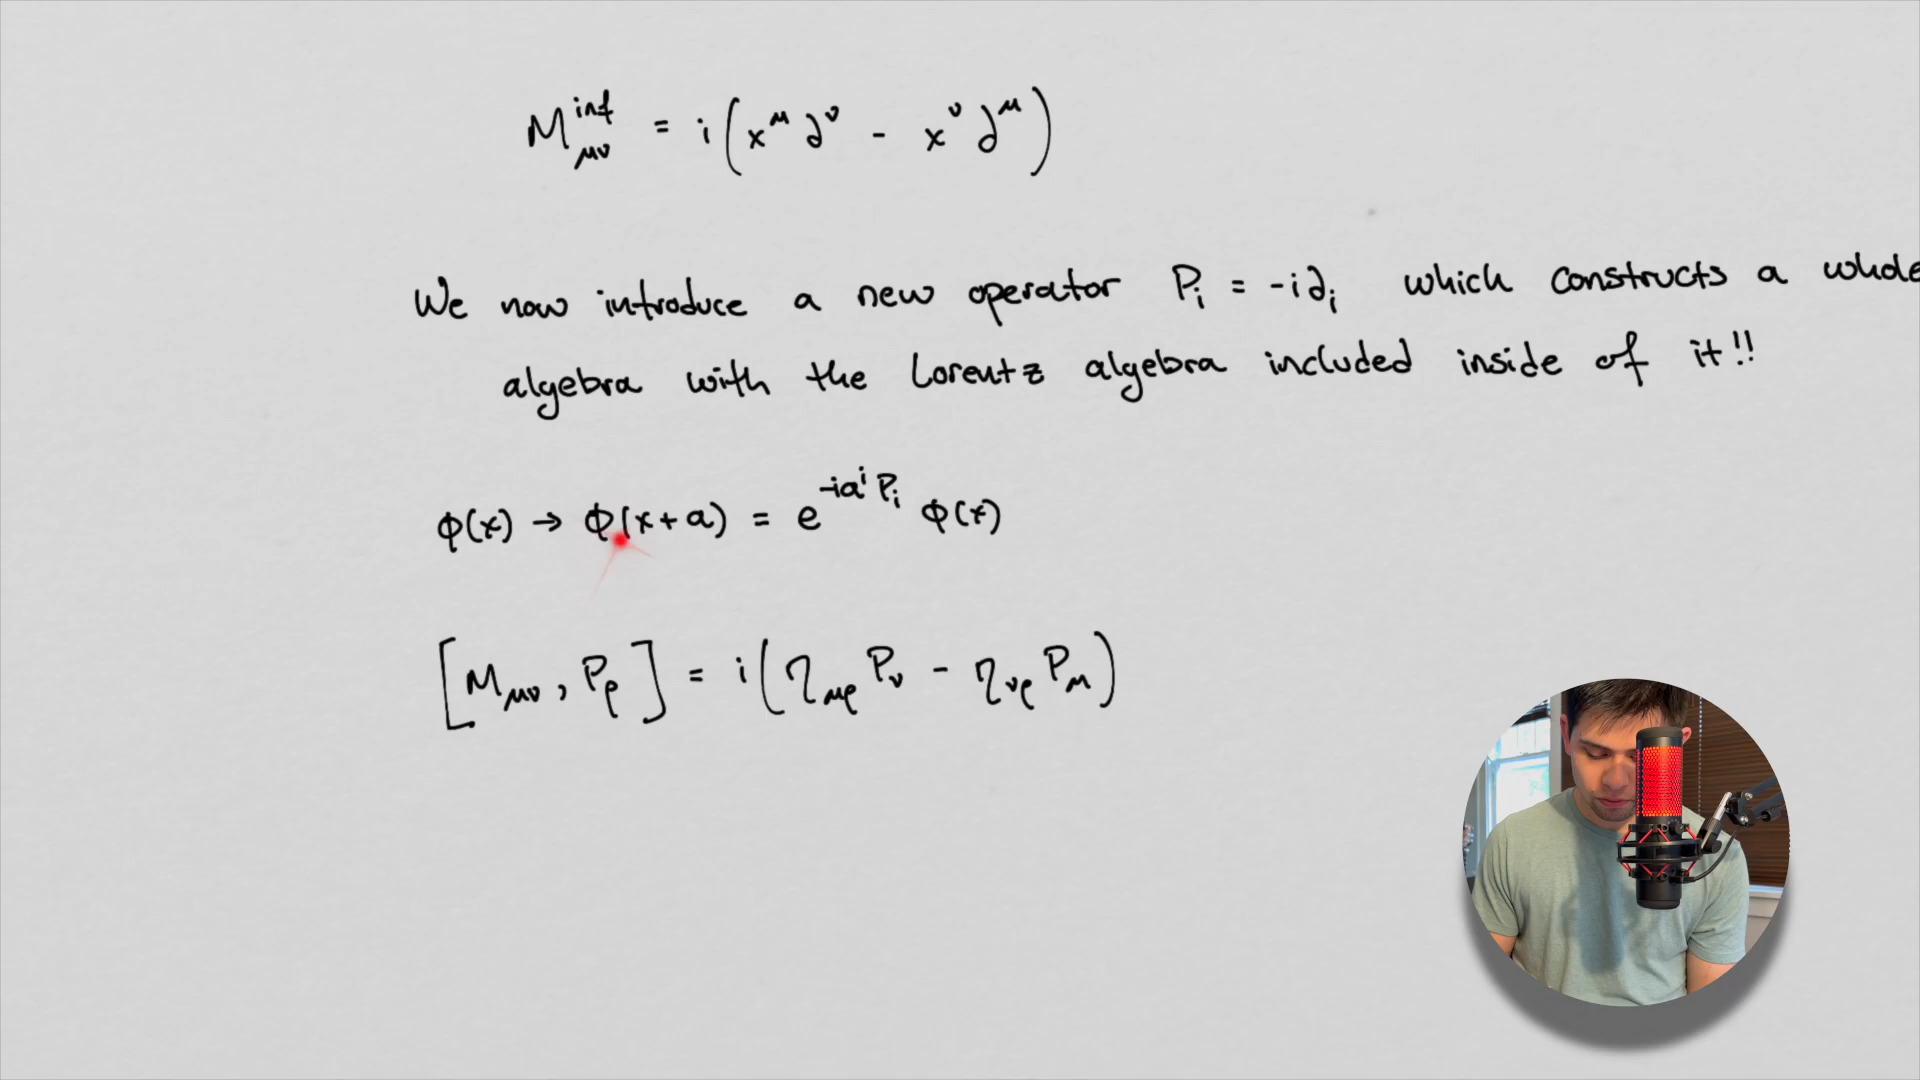 M^{inf}_{μν} = i(x^μ ∂^ν - x^ν ∂^μ)
We now introduce a new operator P_i = -i∂_i which constructs a whole
algebra with the Lorentz algebra included inside of it!!
φ(x) → φ(x+a) = e^{-ia^i P_i} φ(x)
[M_{μν}, P_ρ] = i(η_{μρ} P_ν - η_{νρ} P_μ)